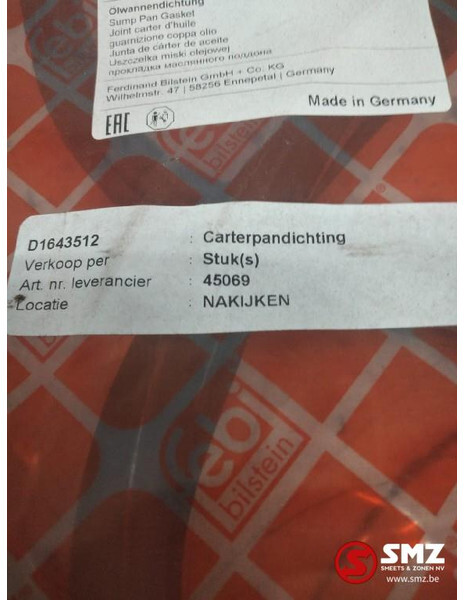 Ölwannendichtung
Sump Pan Gasket
Joint carter d'huile
guarnizione coppa olio
Junta de cárter de aceite
Uszczelka miski olejowej
прокладка масляного поддона
Ferdinand Bilstein GmbH + Co. KG
Wilhelmstr. 47 | 58256 Ennepetal | Germany
EAC
Made in Germany
D1643512 : Carterpandichting
Verkoop per : Stuk(s)
Art. nr. leverancier : 45069
Locatie : NAKIJKEN
bilstein
febi
bilstein
SMZ
SMEETS & ZONEN NV
www.smz.be